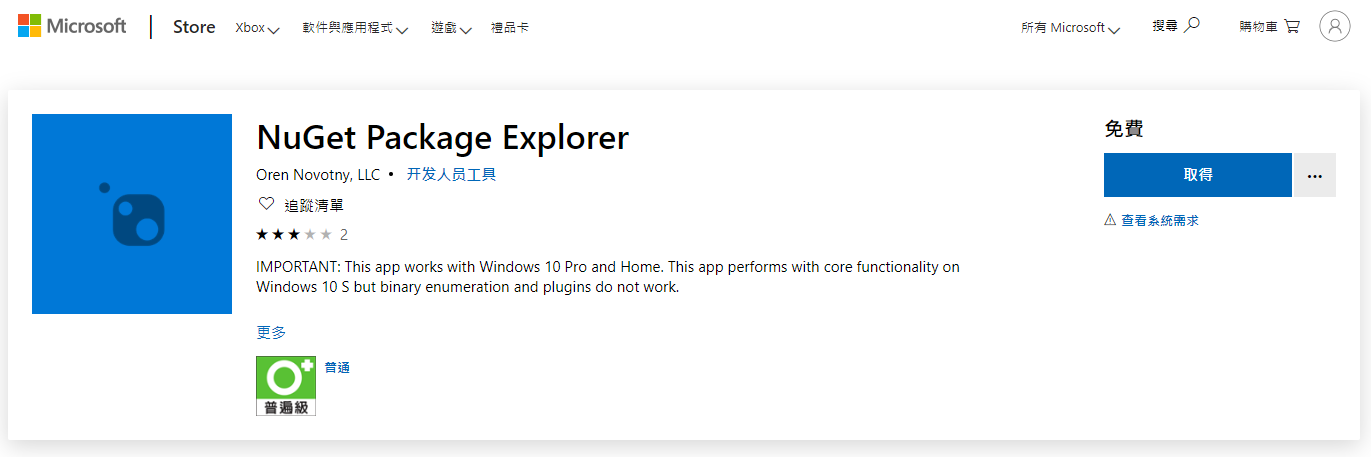 Microsoft Store Xbox 軟件與應用程式 遊戲 禮品卡 所有 Microsoft 搜尋 購物車
NuGet Package Explorer
Oren Novotny, LLC • 开发人员工具
追蹤清單
2
IMPORTANT: This app works with Windows 10 Pro and Home. This app performs with core functionality on
Windows 10 S but binary enumeration and plugins do not work.
更多
普遍級
普通
免費
取得
查看系統需求